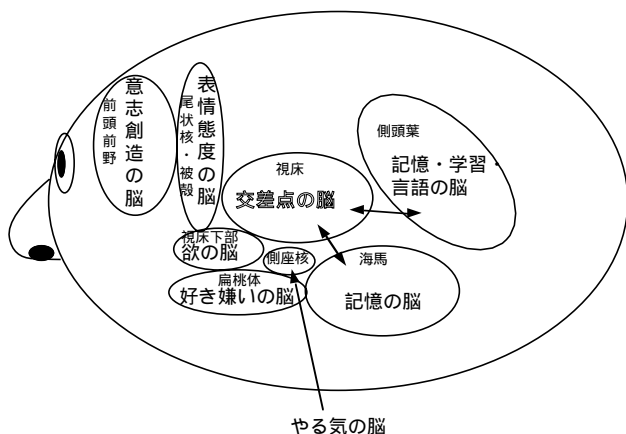 前頭前野
意志創造の脳
尾状核・被殻
表情態度の脳
視床
交差点の脳
側頭葉
記憶・学習・
言語の脳
視床下部
欲の脳
側座核
扁桃体
好き嫌いの脳
海馬
記憶の脳
やる気の脳